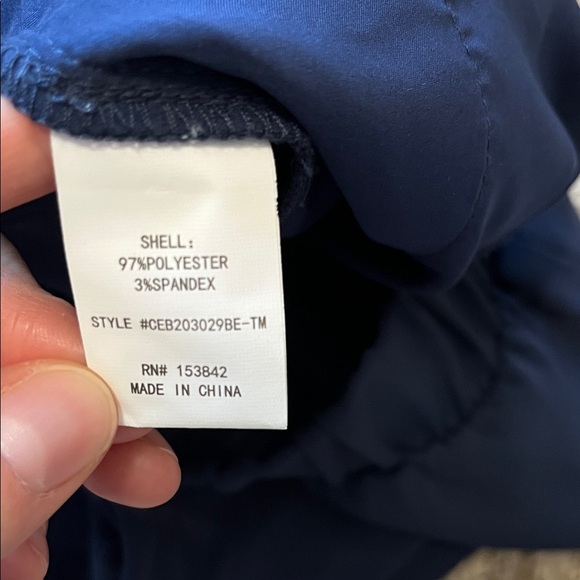 SHELL:
97%POLYESTER
3%SPANDEX
STYLE #CEB203029BE-TM
RN# 153842
MADE IN CHINA